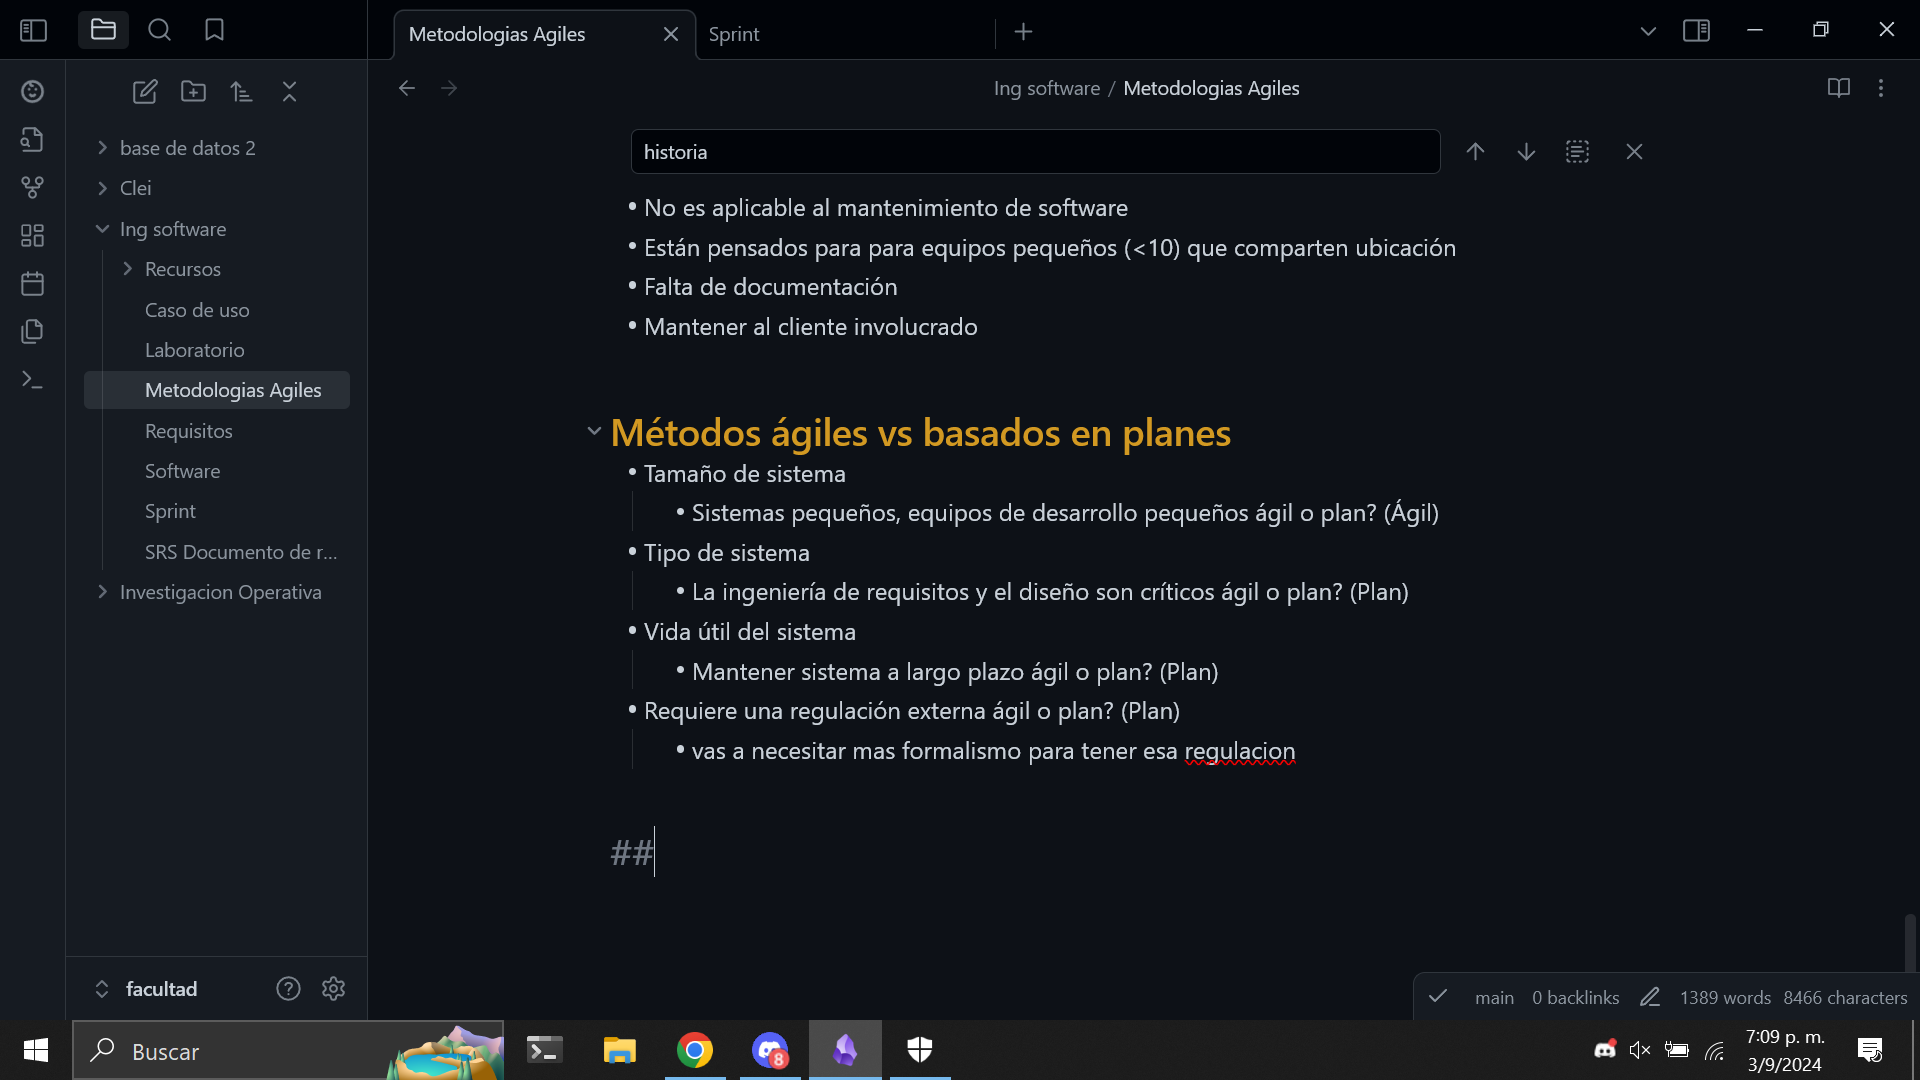 Metodologias Agiles
Sprint
Ing software / Metodologias Agiles
base de datos 2
Clei
Ing software
Recursos
Caso de uso
Laboratorio
Metodologias Agiles
Requisitos
Software
Sprint
SRS Documento de r...
Investigacion Operativa
facultad
historia
• No es aplicable al mantenimiento de software
• Están pensados para para equipos pequeños (<10) que comparten ubicación
• Falta de documentación
• Mantener al cliente involucrado
Métodos ágiles vs basados en planes
• Tamaño de sistema
• Sistemas pequeños, equipos de desarrollo pequeños ágil o plan? (Ágil)
• Tipo de sistema
• La ingeniería de requisitos y el diseño son críticos ágil o plan? (Plan)
• Vida útil del sistema
• Mantener sistema a largo plazo ágil o plan? (Plan)
• Requiere una regulación externa ágil o plan? (Plan)
• vas a necesitar mas formalismo para tener esa regulacion
##
main 0 backlinks 1389 words 8466 characters
Buscar
8
7:09 p. m.
3/9/2024